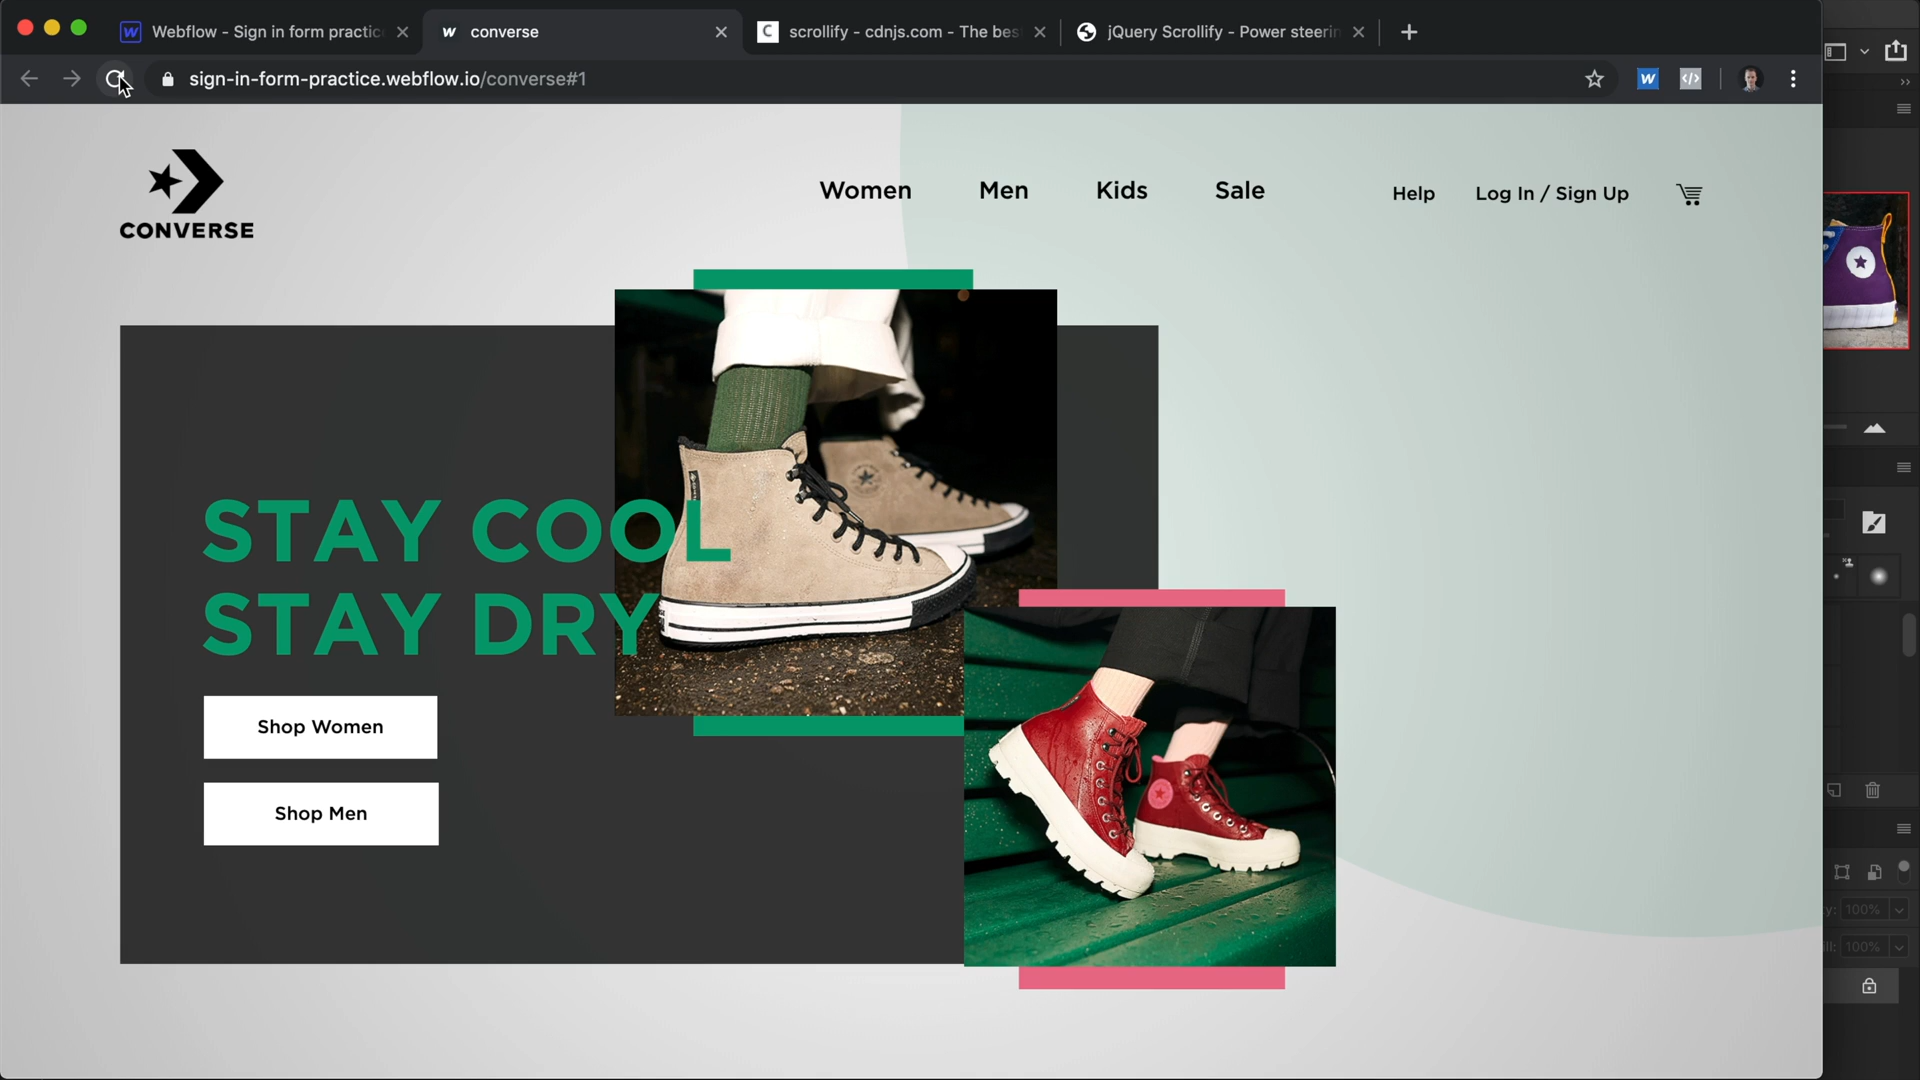 Webflow - Sign in form practic
converse
scrollify - cdnjs.com - The bes
jQuery Scrollify - Power steerin
sign-in-form-practice.webflow.io/converse#1
CONVERSE
Women
Men
Kids
Sale
Help
Log In / Sign Up
STAY COOL
STAY DRY
Shop Women
Shop Men
100%
100%